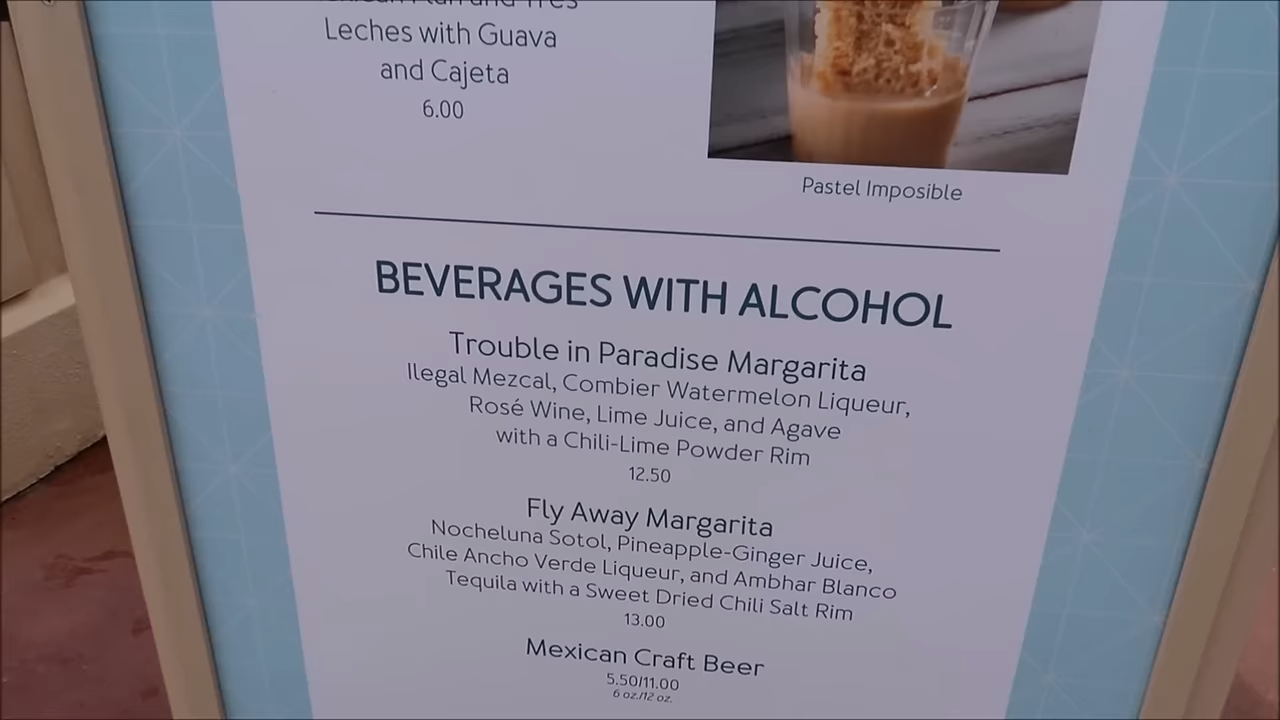 Leches with Guava
and Cajeta
6.00
Pastel Imposible
BEVERAGES WITH ALCOHOL
Trouble in Paradise Margarita
Ilegal Mezcal, Combier Watermelon Liqueur,
Rosé Wine, Lime Juice, and Agave
with a Chili-Lime Powder Rim
12.50
Fly Away Margarita
Nocheluna Sotol, Pineapple-Ginger Juice,
Chile Ancho Verde Liqueur, and Ambhar Blanco
Tequila with a Sweet Dried Chili Salt Rim
13.00
Mexican Craft Beer
5.50/11.00
6 oz./12 oz.